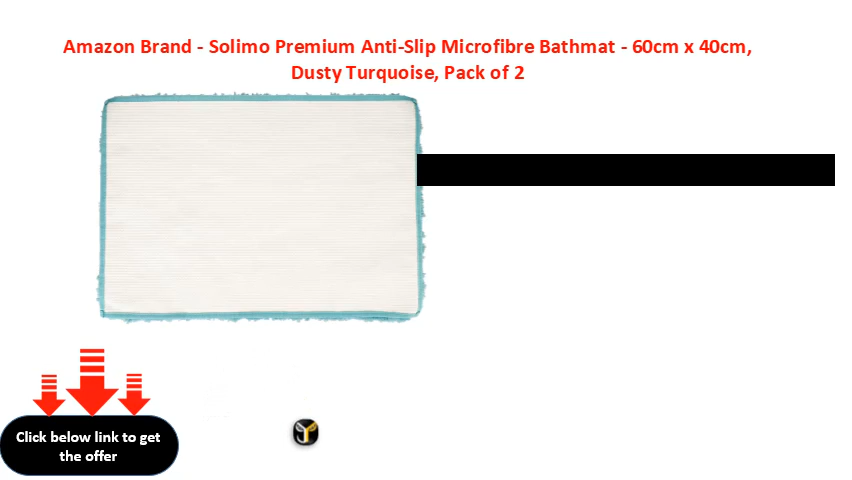 Amazon Brand - Solimo Premium Anti-Slip Microfibre Bathmat - 60cm x 40cm,
Dusty Turquoise, Pack of 2
Click below link to get
the offer